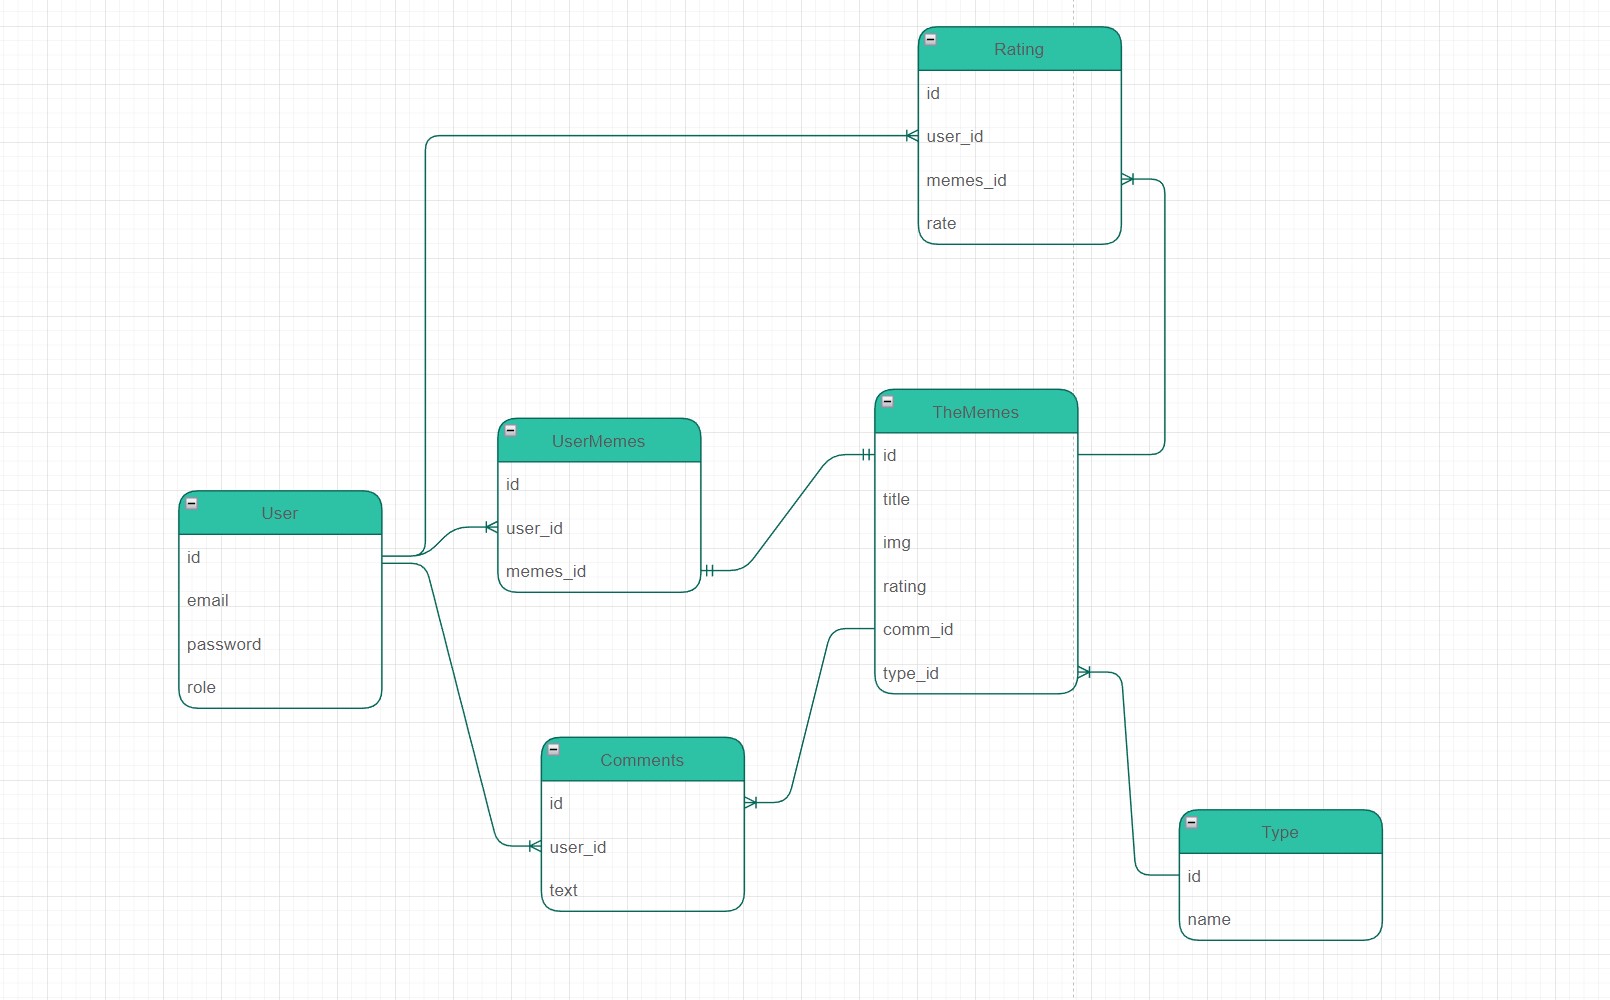 Rating
id
user_id
memes_id
rate
TheMemes
id
title
img
rating
comm_id
type_id
UserMemes
id
user_id
memes_id
User
id
email
password
role
Comments
id
user_id
text
Type
id
name